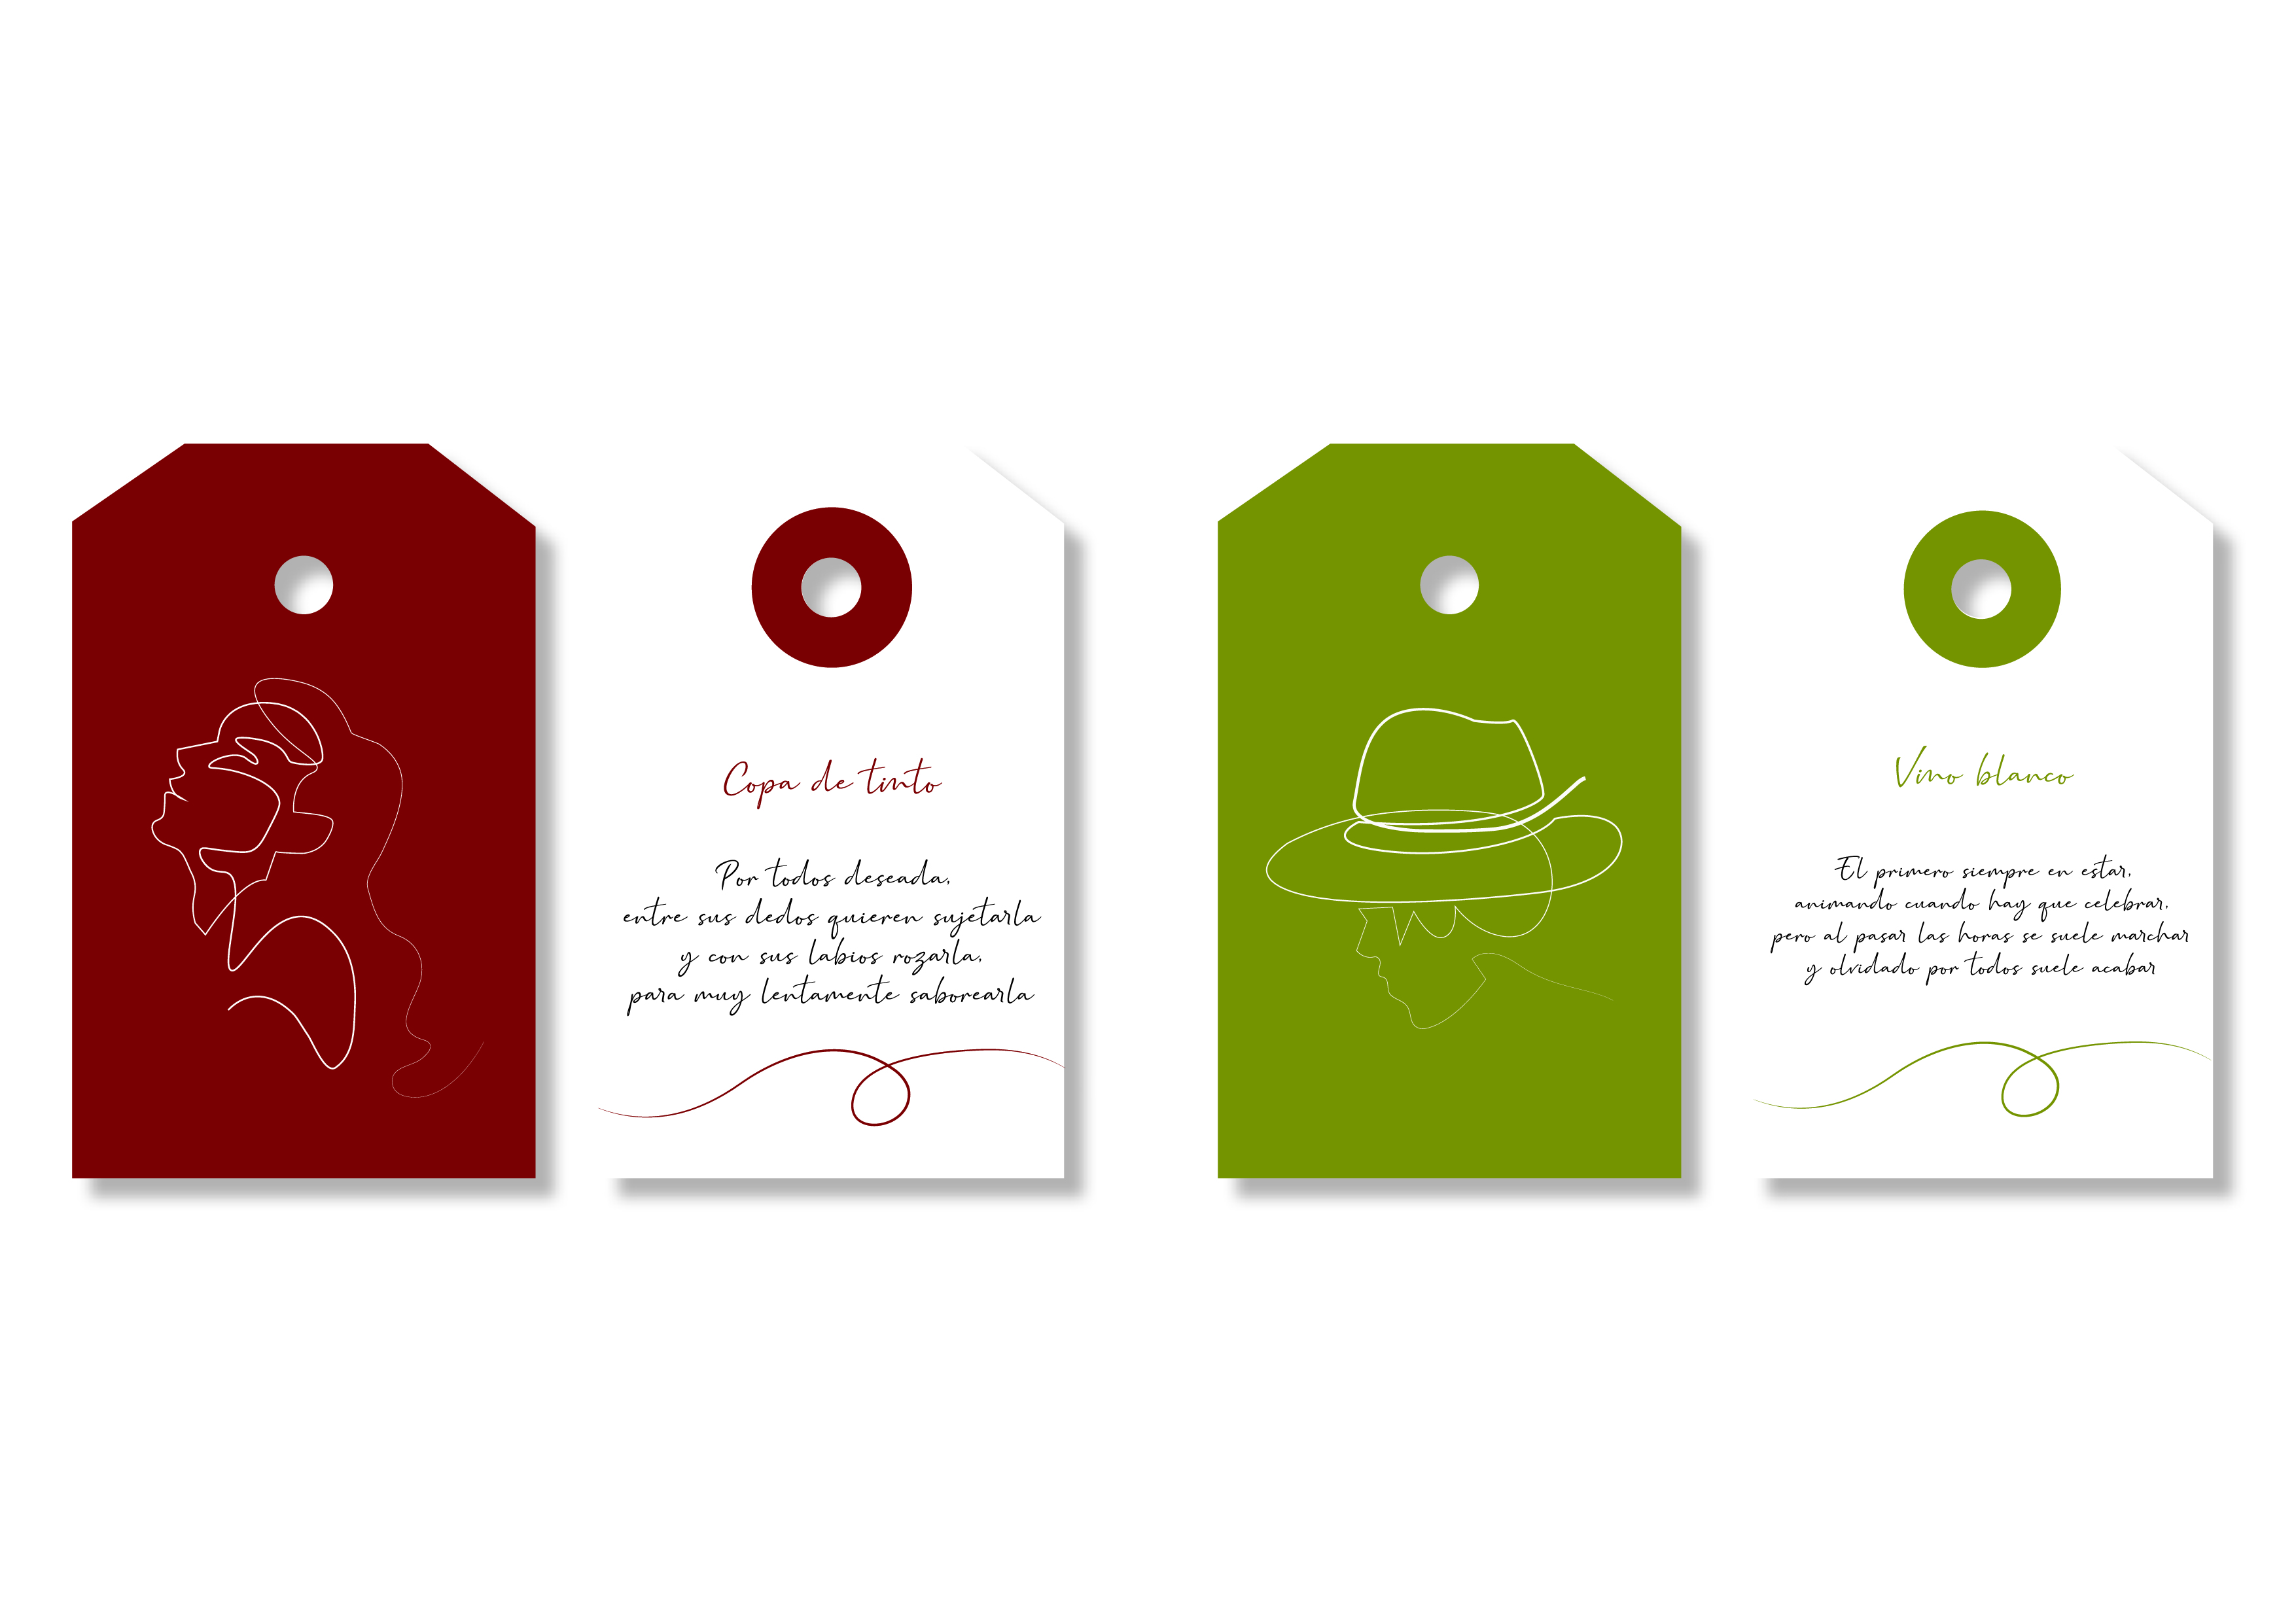 Copa de tinto
Por todos deseada,
entre sus dedos quieren sujetarla
y con sus labios rozarla,
para muy lentamente saborearla
Vino blanco
El primero siempre en estar,
animando cuando hay que celebrar,
pero al pasar las horas se suele marchar
y olvidado por todos suele acabar